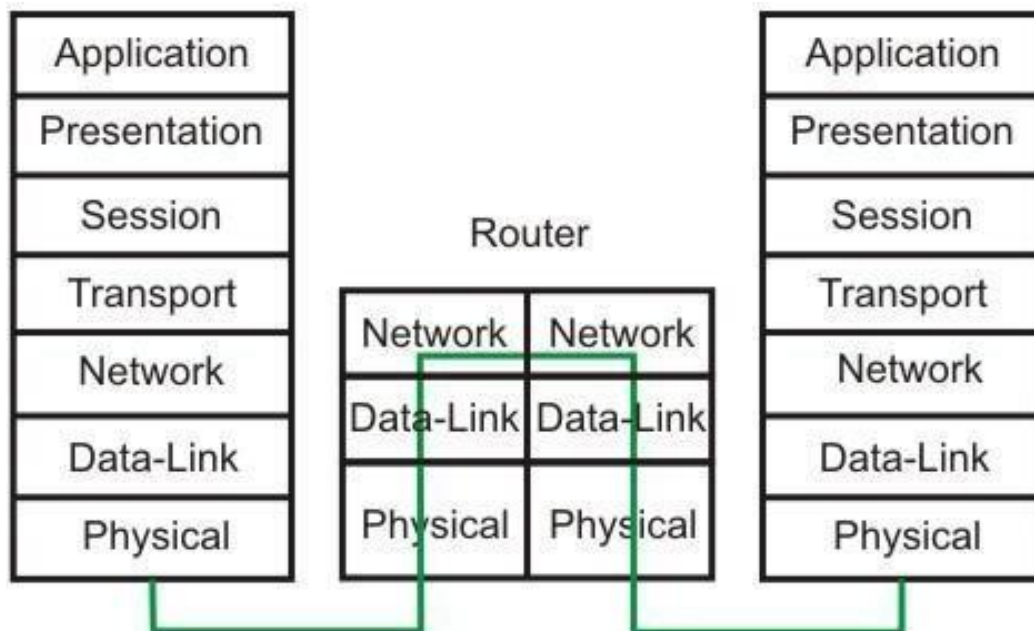 Application
Presentation
Session
Transport
Network
Data-Link
Physical
Router
Network Network
Data-Link Data-Link
Physical Physical
Application
Presentation
Session
Transport
Network
Data-Link
Physical